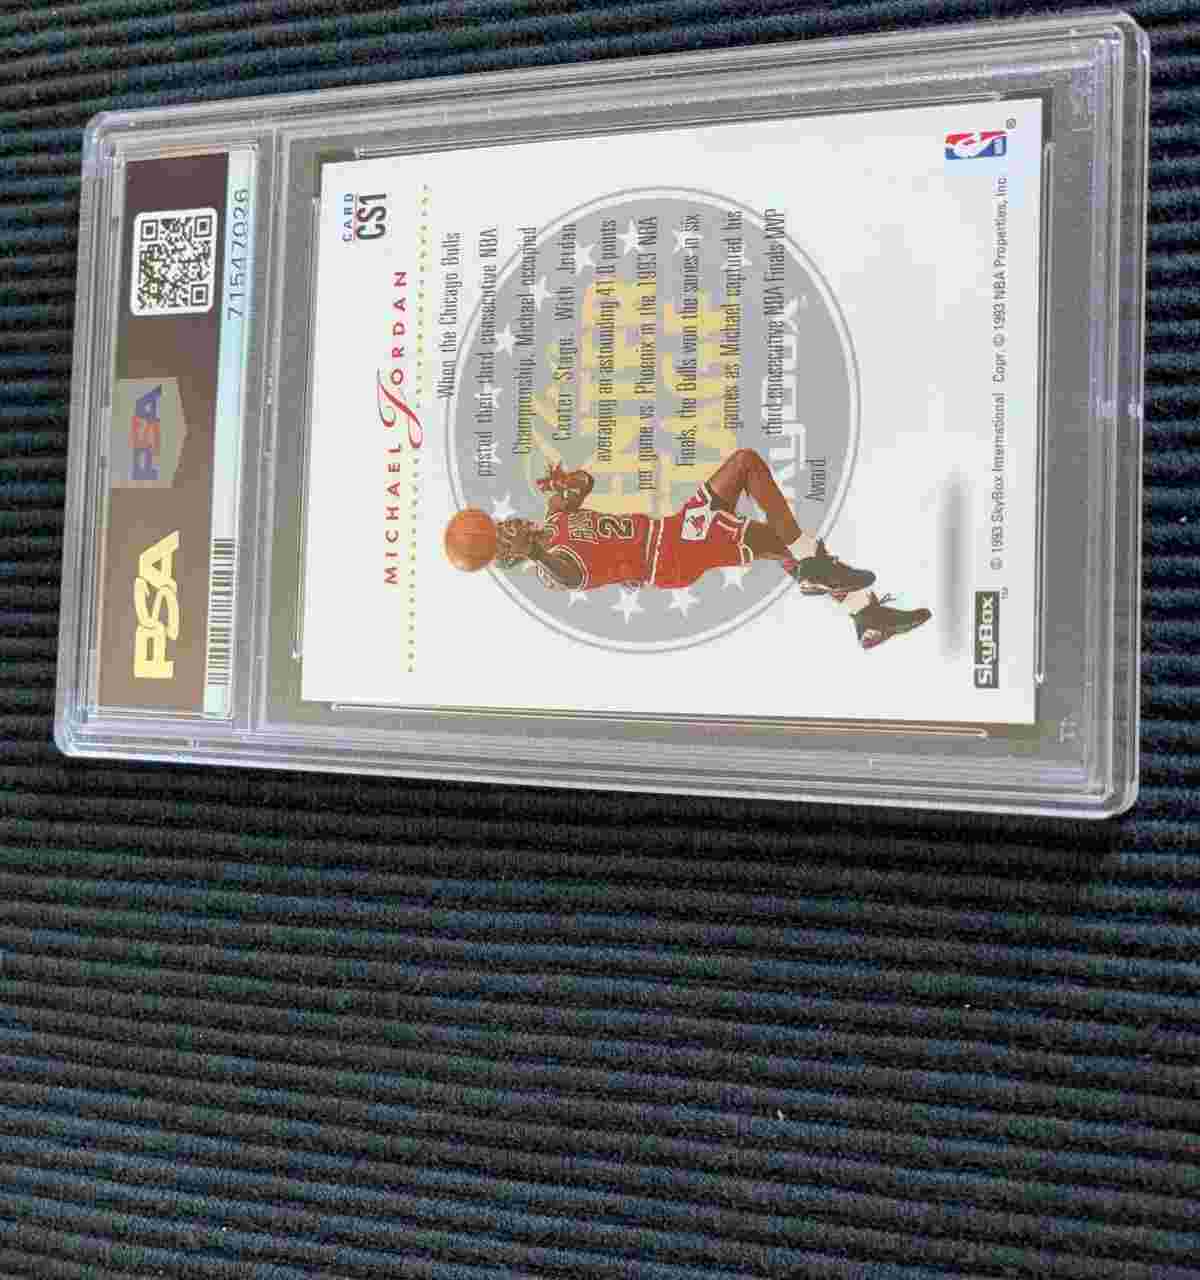 PSA
PSA
71547026
CARD
CS1
MICHAEL JORDAN
When the Chicago Bulls
posted their third consecutive NBA
Championship, Michael occupied
Center Stage. With Jordan
averaging an astounding 41.0 points
per game vs. Phoenix in the 1993 NBA
Finals, the Bulls won the series in six
games as Michael captured his
third consecutive NBA Finals MVP
Award
CENTER
STAGE
SkyBox
™
© 1993 SkyBox International Copr. © 1993 NBA Properties, Inc.
®